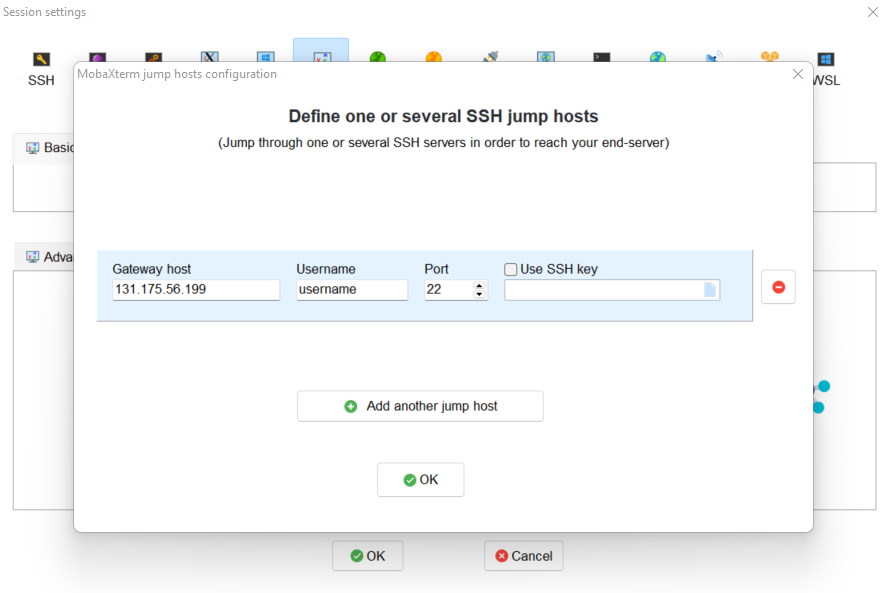 Session settings
SSH
WSL
MobaXterm jump hosts configuration
Define one or several SSH jump hosts
(Jump through one or several SSH servers in order to reach your end-server)
Basic
Adva
Gateway host
Username
Port
Use SSH key
131.175.56.199
username
22
Add another jump host
OK
OK
Cancel